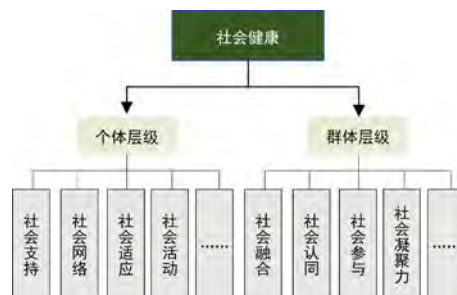 社会健康
个体层级
群体层级
社会支持
社会网络
社会适应
社会活动
……
社会融合
社会认同
社会参与
社会凝聚力
……